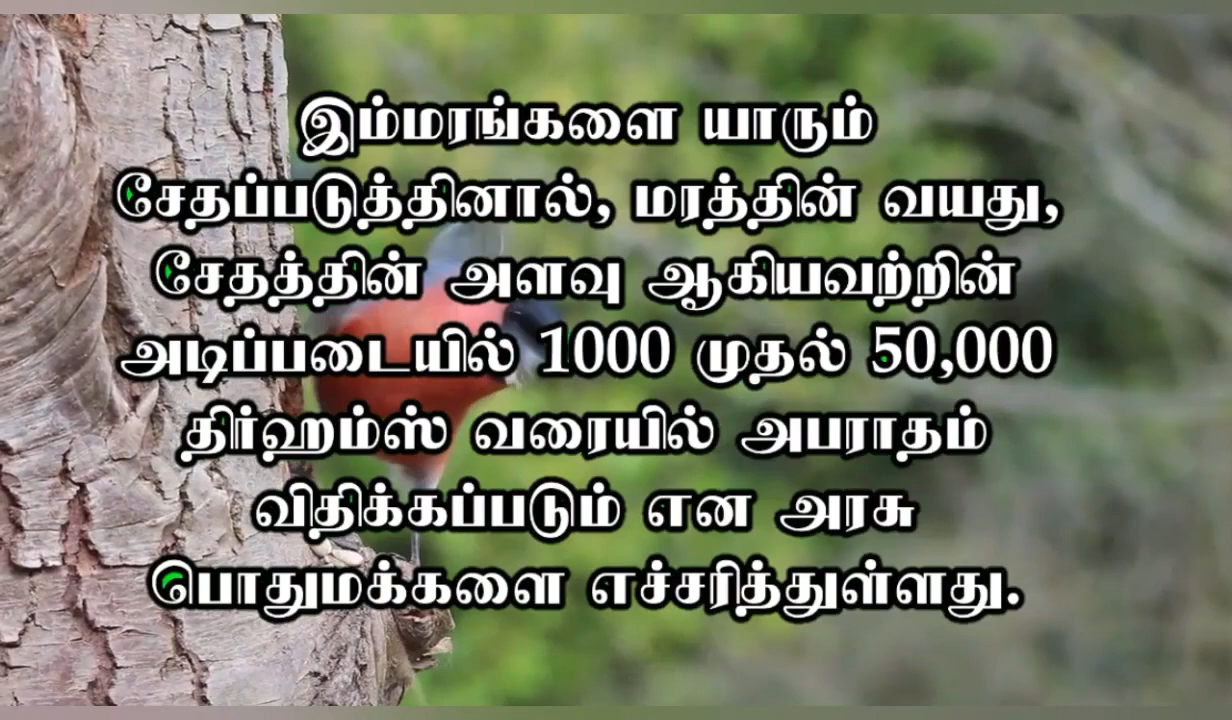 இம்மரங்களை யாரும்
சேதப்படுத்தினால், மரத்தின் வயது,
சேதத்தின் அளவு ஆகியவற்றின்
அடிப்படையில் 1000 முதல் 50,000
திர்ஹம்ஸ் வரையில் அபராதம்
விதிக்கப்படும் என அரசு
பொதுமக்களை எச்சரித்துள்ளது.